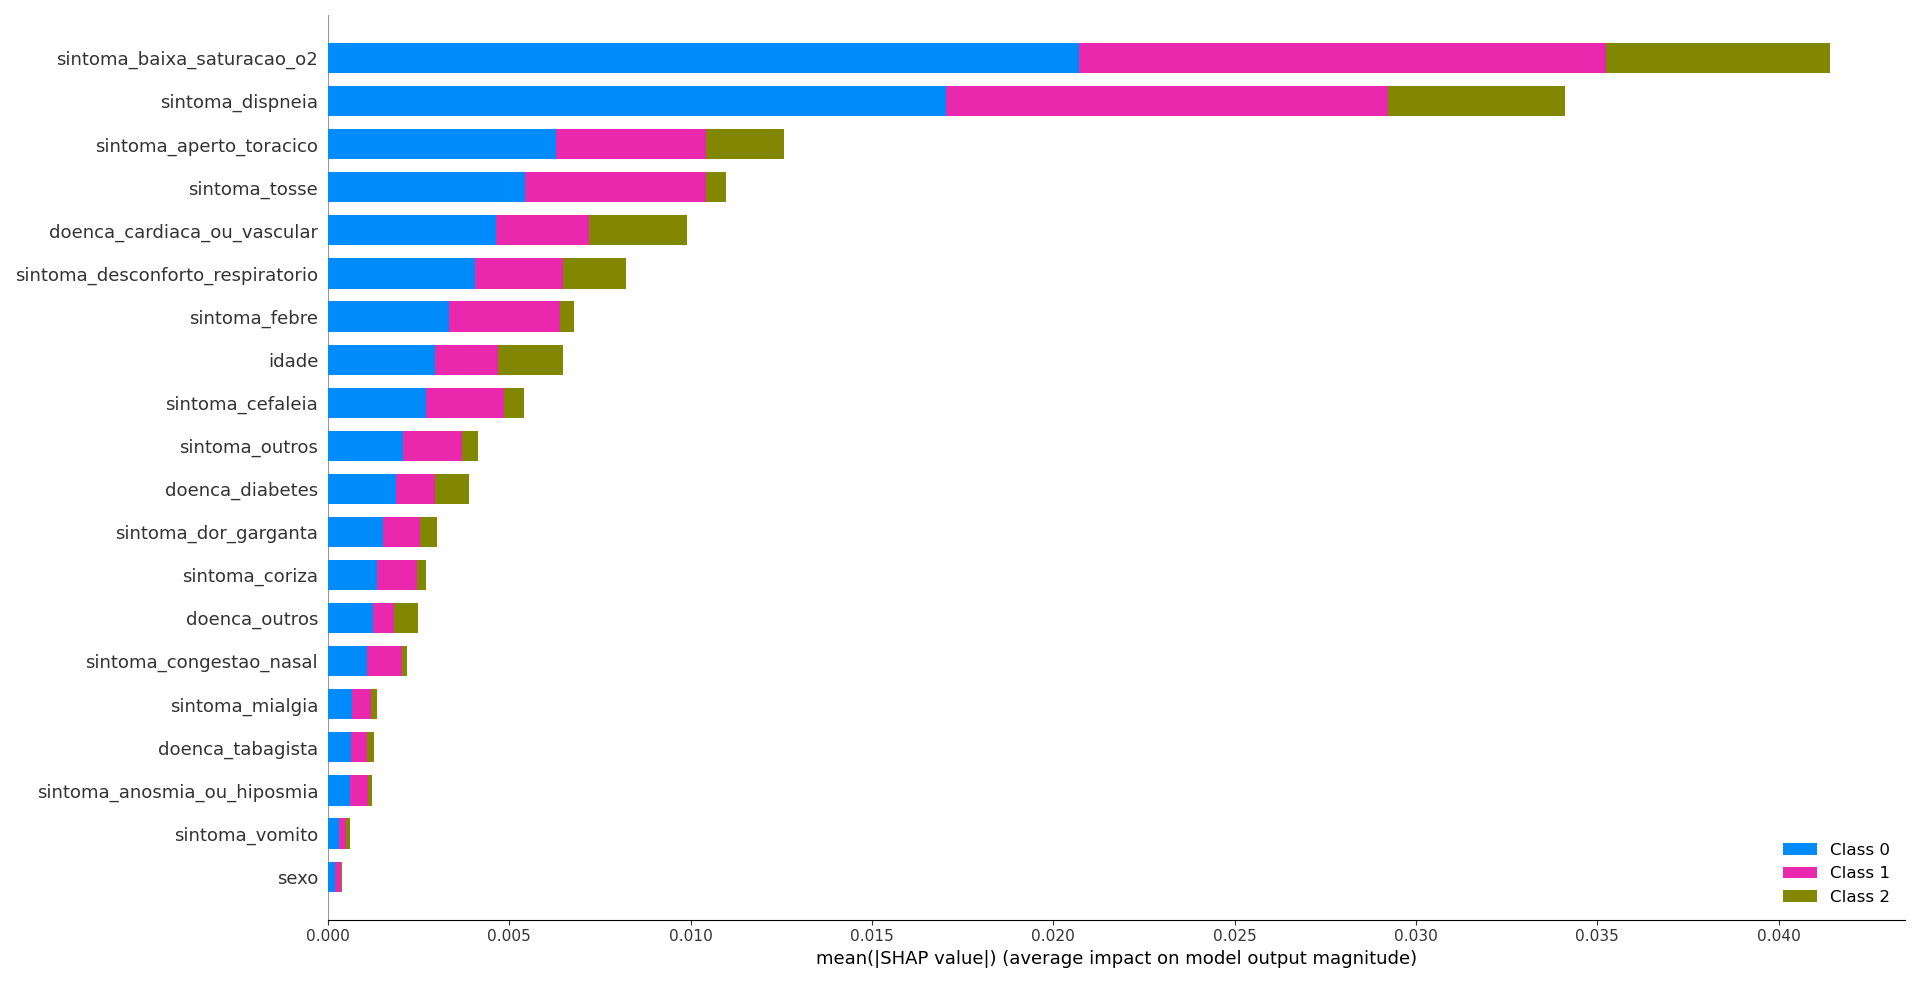 sintoma_baixa_saturacao_o2
sintoma_dispneia
sintoma_aperto_toracico
sintoma_tosse
doenca_cardiaca_ou_vascular
sintoma_desconforto_respiratorio
sintoma_febre
idade
sintoma_cefaleia
sintoma_outros
doenca_diabetes
sintoma_dor_garganta
sintoma_coriza
doenca_outros
sintoma_congestao_nasal
sintoma_mialgia
doenca_tabagista
sintoma_anosmia_ou_hiposmia
sintoma_vomito
sexo
Class 0
Class 1
Class 2
0.000 0.005 0.010 0.015 0.020 0.025 0.030 0.035 0.040
mean(|SHAP value|) (average impact on model output magnitude)